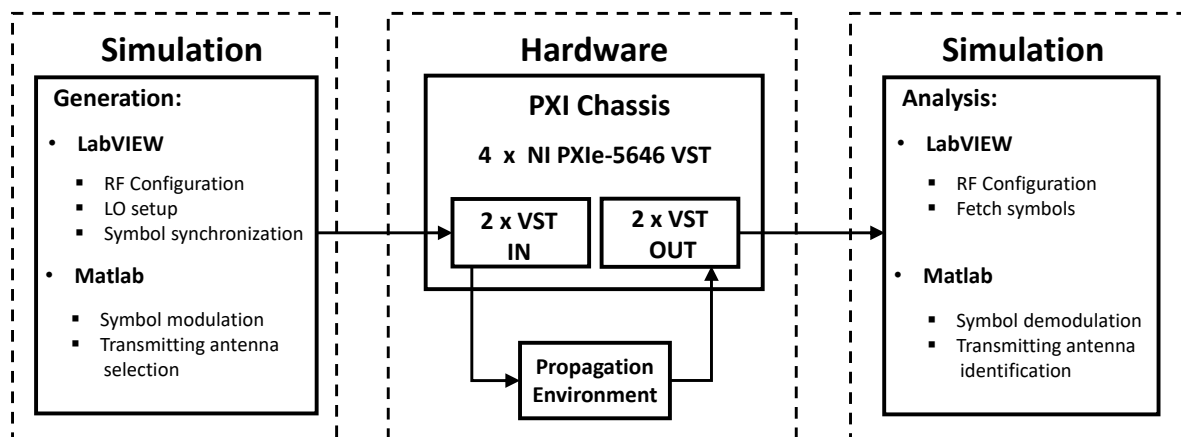 Simulation
Generation:
• LabVIEW
▪ RF Configuration
▪ LO setup
▪ Symbol synchronization
• Matlab
▪ Symbol modulation
▪ Transmitting antenna
selection
Hardware
PXI Chassis
4 x NI PXIe-5646 VST
2 x VST
IN
2 x VST
OUT
Propagation
Environment
Simulation
Analysis:
• LabVIEW
▪ RF Configuration
▪ Fetch symbols
• Matlab
▪ Symbol demodulation
▪ Transmitting antenna
identification